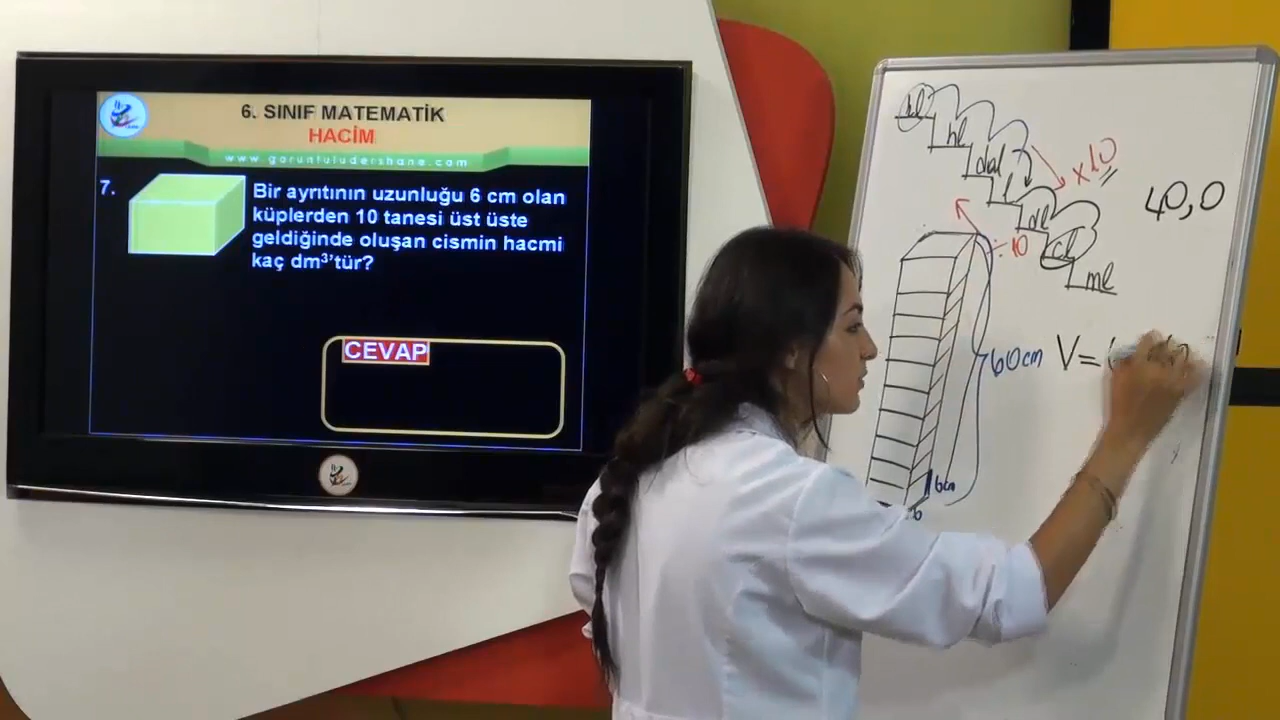 6. SINIF MATEMATİK
HACİM
www.goruntuludershane.com
7.
Bir ayrıtının uzunluğu 6 cm olan
küplerden 10 tanesi üst üste
geldiğinde oluşan cismin hacmi
kaç dm³'tür?
CEVAP
kl
hl
dal
l
dl
cl
ml
x10
÷10
40,0
60cm
V=
6cm
6